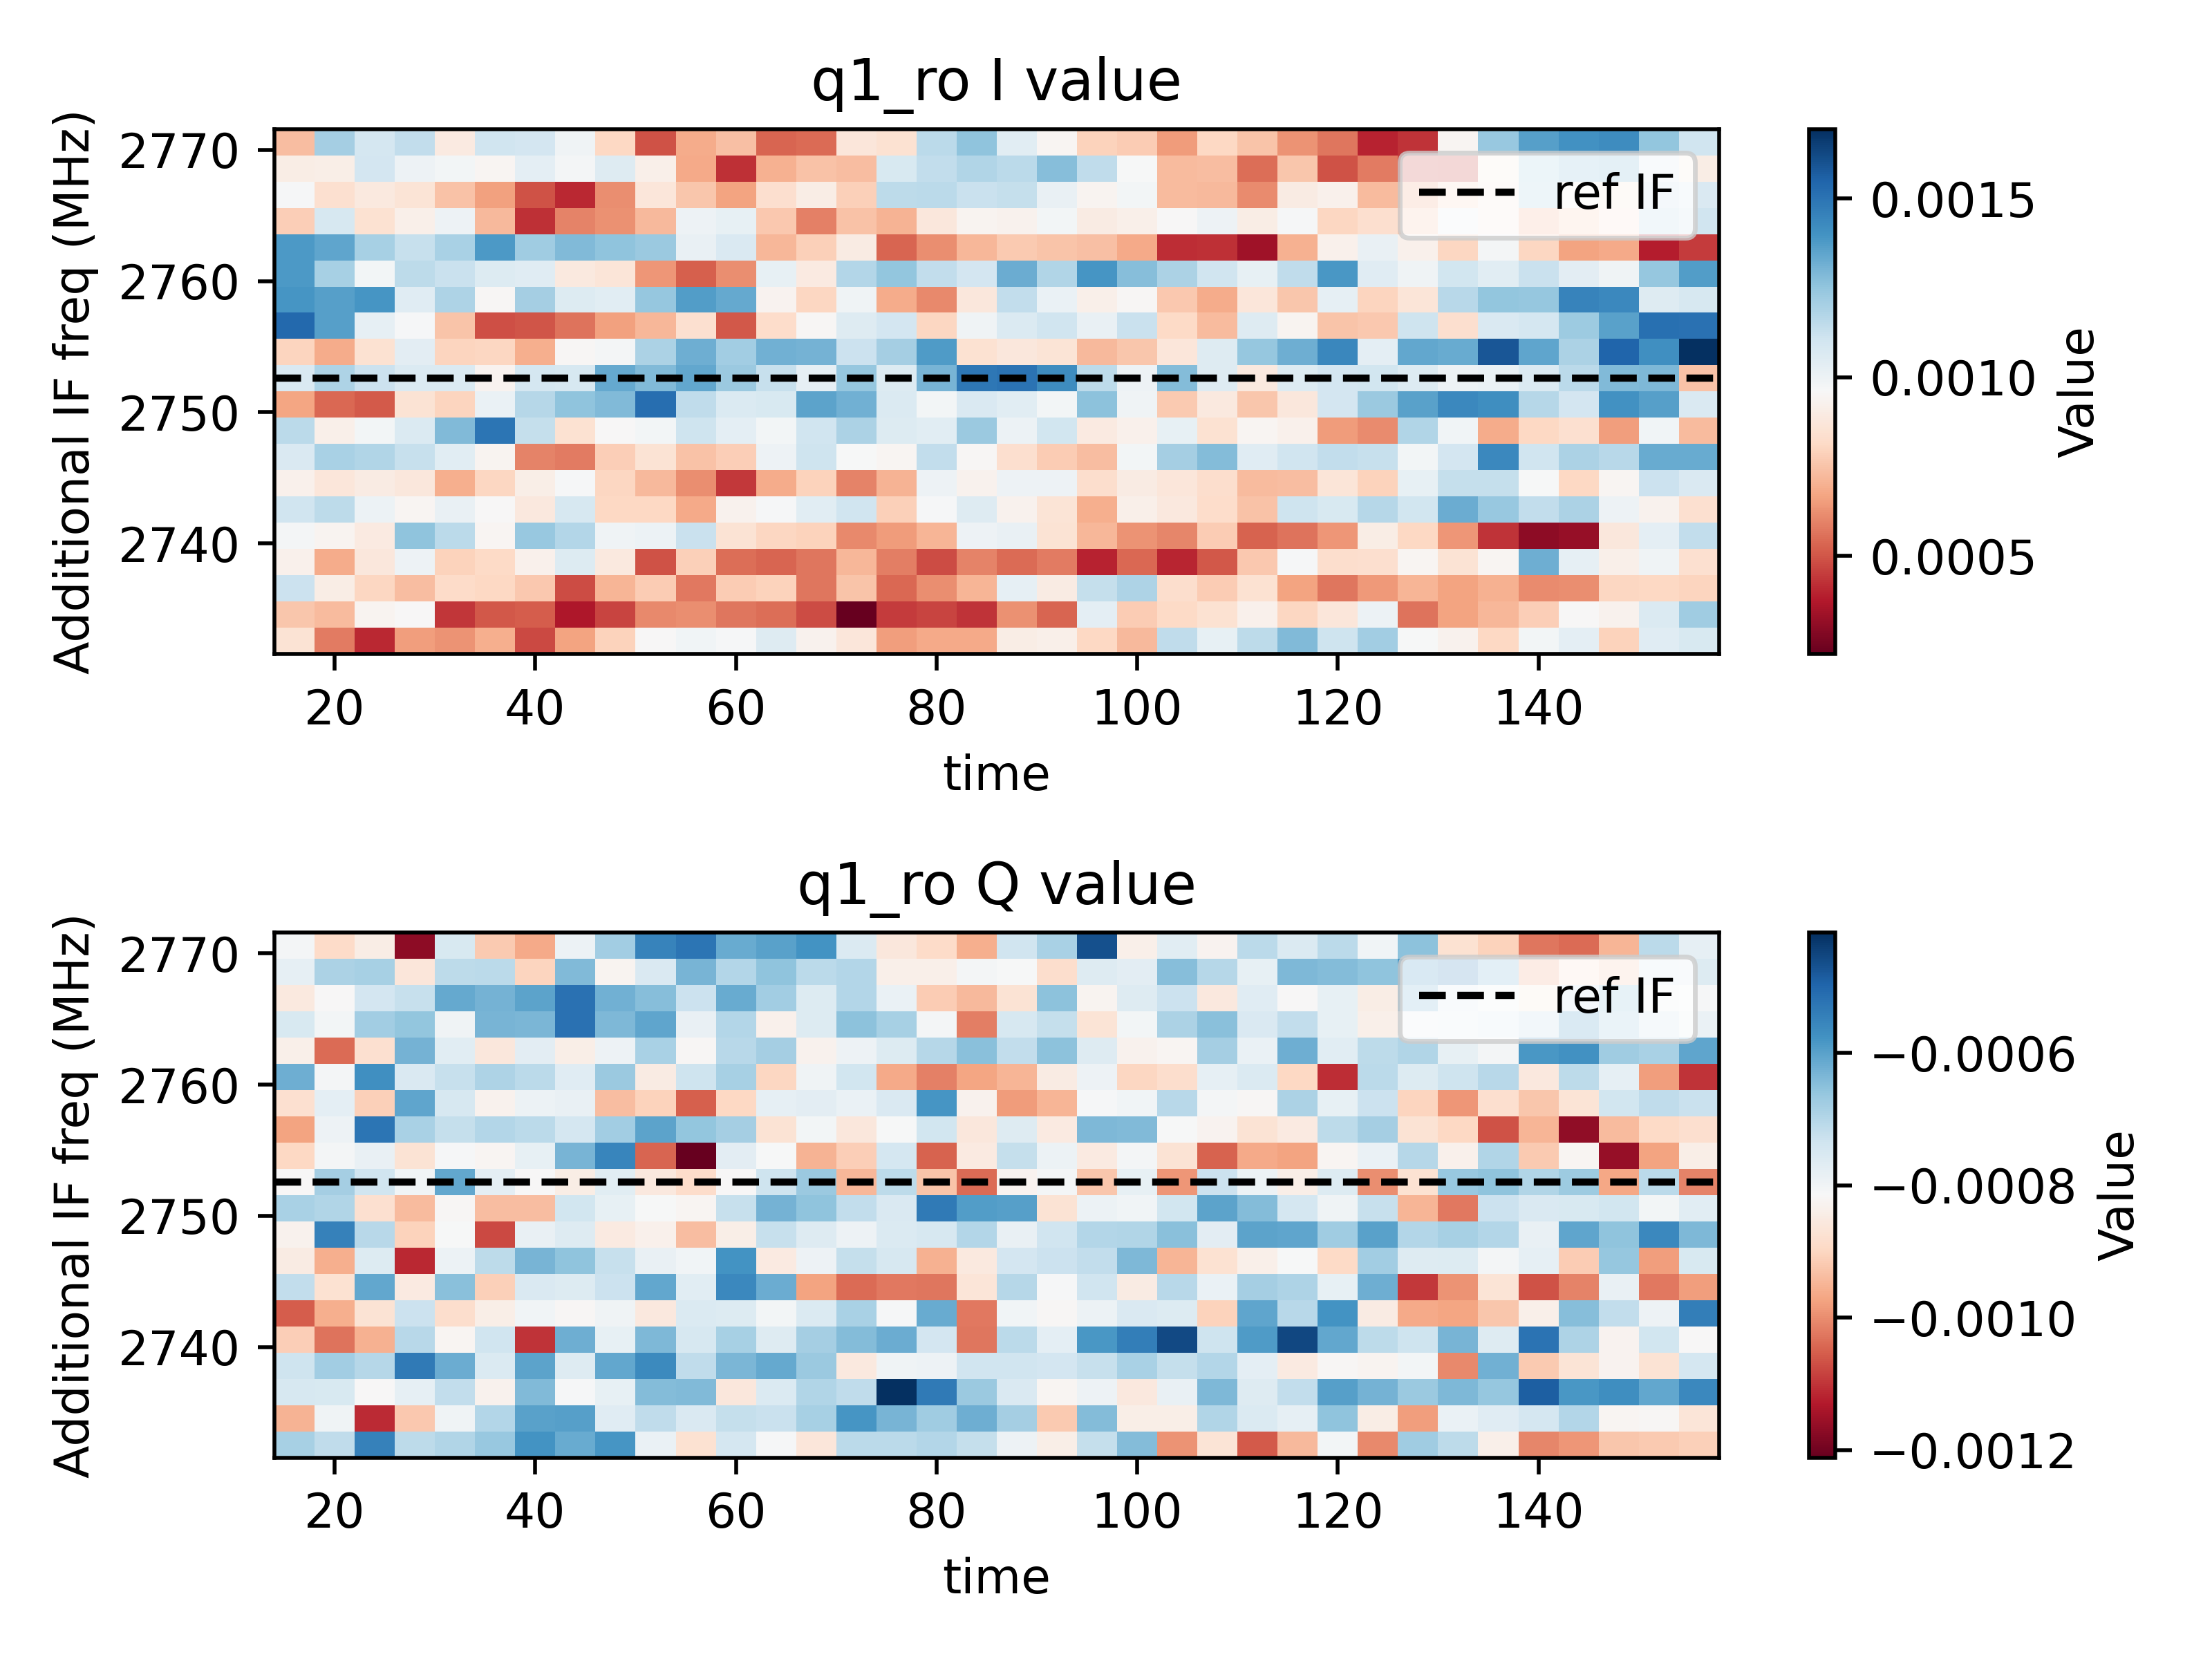 q1_ro I value
Additional IF freq (MHz)
2770
2760
2750
2740
ref IF
20 40 60 80 100 120 140
time
0.0015
0.0010
0.0005
Value
q1_ro Q value
Additional IF freq (MHz)
2770
2760
2750
2740
ref IF
20 40 60 80 100 120 140
time
−0.0006
−0.0008
−0.0010
−0.0012
Value